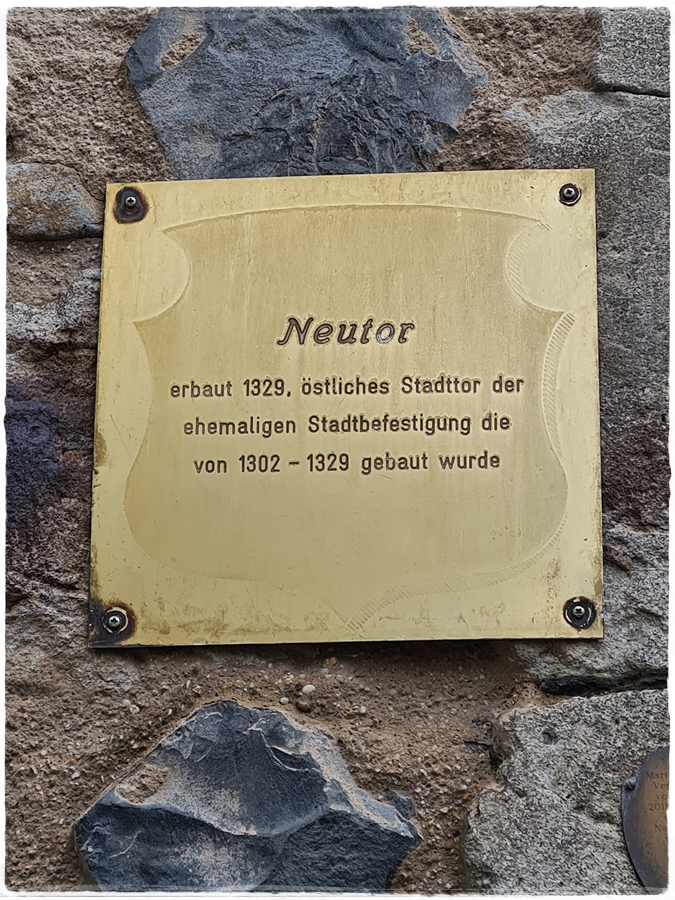 Neutor
erbaut 1329, östliches Stadttor der
ehemaligen Stadtbefestigung die
von 1302 – 1329 gebaut wurde